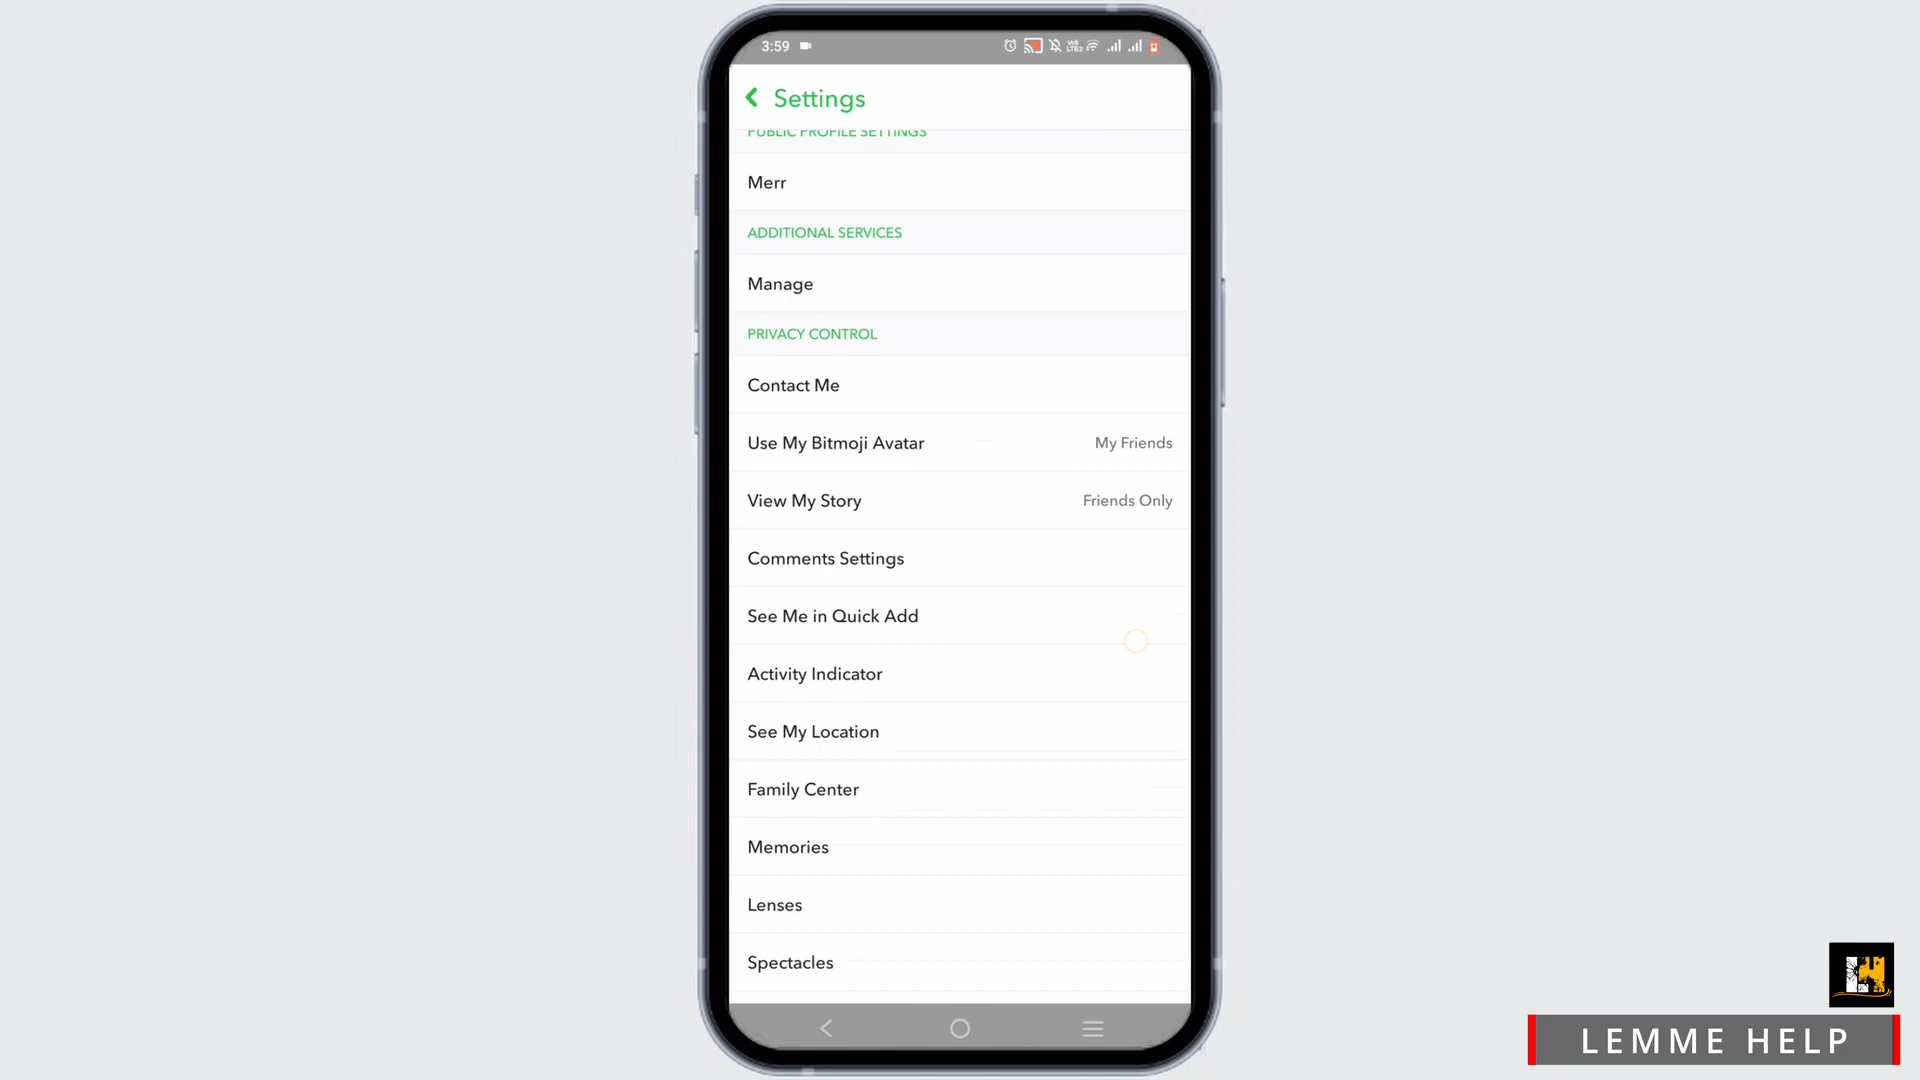 3:59
Settings
PUBLIC PROFILE SETTINGS
Merr
ADDITIONAL SERVICES
Manage
PRIVACY CONTROL
Contact Me
Use My Bitmoji Avatar My Friends
View My Story Friends Only
Comments Settings
See Me in Quick Add
Activity Indicator
See My Location
Family Center
Memories
Lenses
Spectacles
LEMME HELP